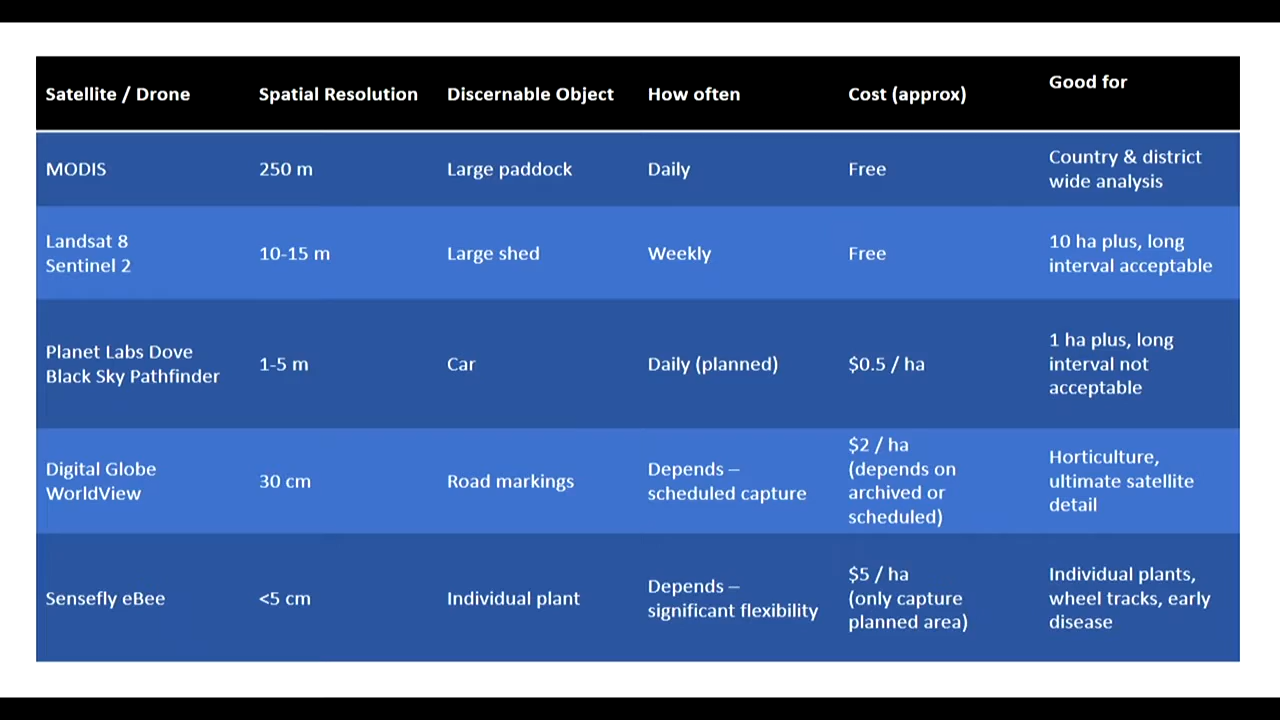 Satellite / Drone Spatial Resolution Discernable Object How often Cost (approx) Good for
MODIS 250 m Large paddock Daily Free Country & district
wide analysis
Landsat 8
Sentinel 2 10-15 m Large shed Weekly Free 10 ha plus, long
interval acceptable
Planet Labs Dove
Black Sky Pathfinder 1-5 m Car Daily (planned) $0.5 / ha 1 ha plus, long
interval not
acceptable
Digital Globe
WorldView 30 cm Road markings Depends –
scheduled capture $2 / ha
(depends on
archived or
scheduled) Horticulture,
ultimate satellite
detail
Sensefly eBee <5 cm Individual plant Depends –
significant flexibility $5 / ha
(only capture
planned area) Individual plants,
wheel tracks, early
disease